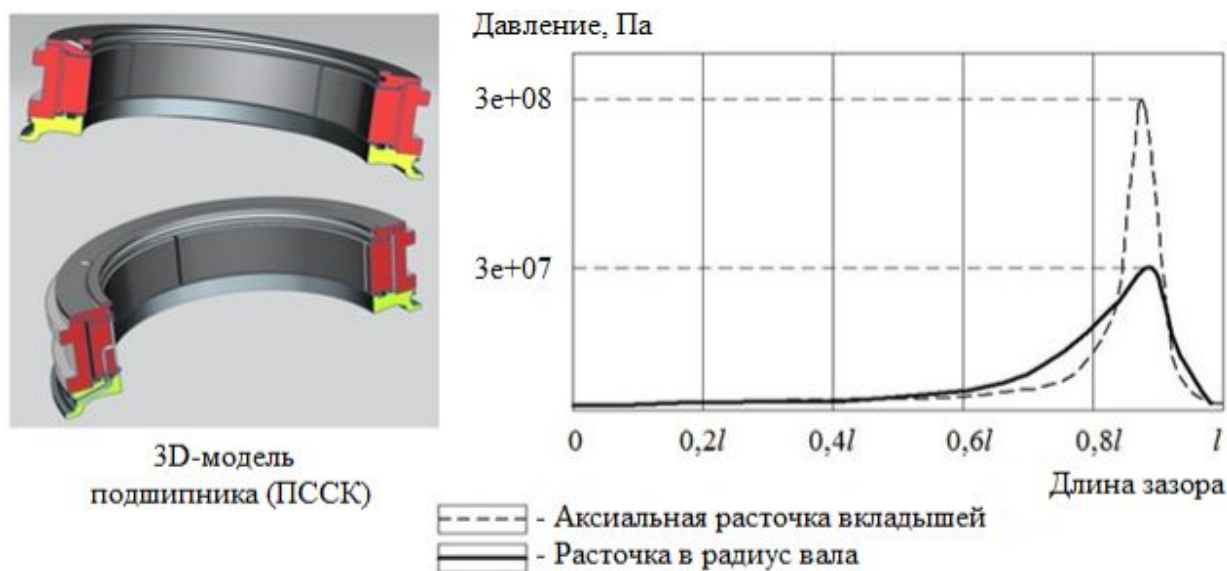 Давление, Па
3e+08
3e+07
0
0,2l
0,4l
0,6l
0,8l
l
Длина зазора
3D-модель
подшипника (ПССК)
- Аксиальная расточка вкладышей
- Расточка в радиус вала